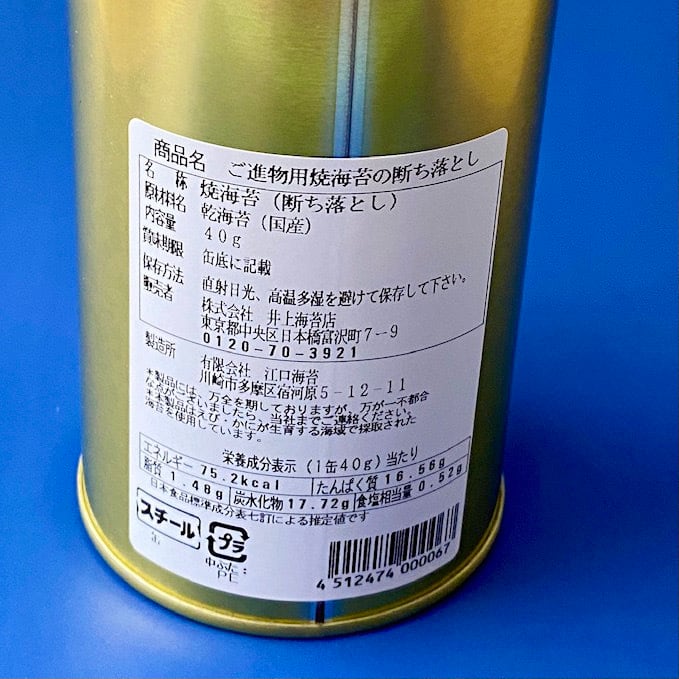 商品名 ご進物用焼海苔の断ち落とし
名 称 焼海苔（断ち落とし）
原材料名 乾海苔（国産）
内容量 40g
賞味期限 缶底に記載
保存方法 直射日光、高温多湿を避けて保存して下さい。
販売者 株式会社 井上海苔店
東京都中央区日本橋富沢町7-9
0120-70-3921
製造所 有限会社 江口海苔
川崎市多摩区宿河原5-12-11
*本製品には、万全を期しておりますが、万が一不都合
な点がございましたら、当社までご連絡ください。
*本製品はえび・かにが生育する海域で採取された
海苔を使用しています。
栄養成分表示（1缶40g）当たり
エネルギー 75.2kcal たんぱく質 16.56g
脂質 1.48g 炭水化物 17.72g 食塩相当量 0.52g
日本食品標準成分表七訂による推定値です
スチール プラ
缶 中ふた：
PE
4 512474 000067